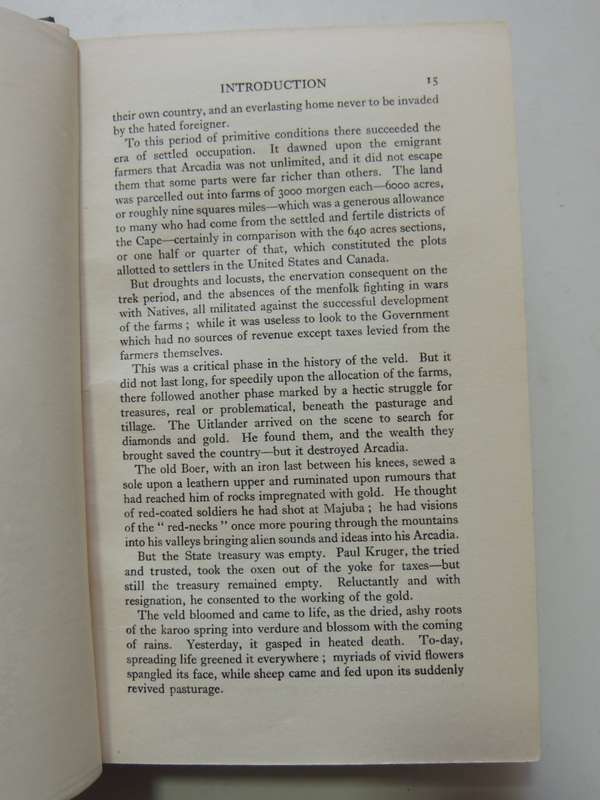 INTRODUCTION 15
their own country, and an everlasting home never to be invaded
by the hated foreigner.
To this period of primitive conditions there succeeded the
era of settled occupation. It dawned upon the emigrant
farmers that Arcadia was not unlimited, and it did not escape
them that some parts were far richer than others. The land
was parcelled out into farms of 3000 morgen each—6000 acres,
or roughly nine squares miles—which was a generous allowance
to many who had come from the settled and fertile districts of
the Cape—certainly in comparison with the 640 acres sections,
or one half or quarter of that, which constituted the plots
allotted to settlers in the United States and Canada.
But droughts and locusts, the enervation consequent on the
trek period, and the absences of the menfolk fighting in wars
with Natives, all militated against the successful development
of the farms; while it was useless to look to the Government
which had no sources of revenue except taxes levied from the
farmers themselves.
This was a critical phase in the history of the veld. But it
did not last long, for speedily upon the allocation of the farms,
there followed another phase marked by a hectic struggle for
treasures, real or problematical, beneath the pasturage and
tillage. The Uitlander arrived on the scene to search for
diamonds and gold. He found them, and the wealth they
brought saved the country—but it destroyed Arcadia.
The old Boer, with an iron last between his knees, sewed a
sole upon a leathern upper and ruminated upon rumours that
had reached him of rocks impregnated with gold. He thought
of red-coated soldiers he had shot at Majuba; he had visions
of the "red-necks" once more pouring through the mountains
into his valleys bringing alien sounds and ideas into his Arcadia.
But the State treasury was empty. Paul Kruger, the tried
and trusted, took the oxen out of the yoke for taxes—but
still the treasury remained empty. Reluctantly and with
resignation, he consented to the working of the gold.
The veld bloomed and came to life, as the dried, ashy roots
of the karoo spring into verdure and blossom with the coming
of rains. Yesterday, it gasped in heated death. To-day,
spreading life greened it everywhere; myriads of vivid flowers
spangled its face, while sheep came and fed upon its suddenly
revived pasturage.